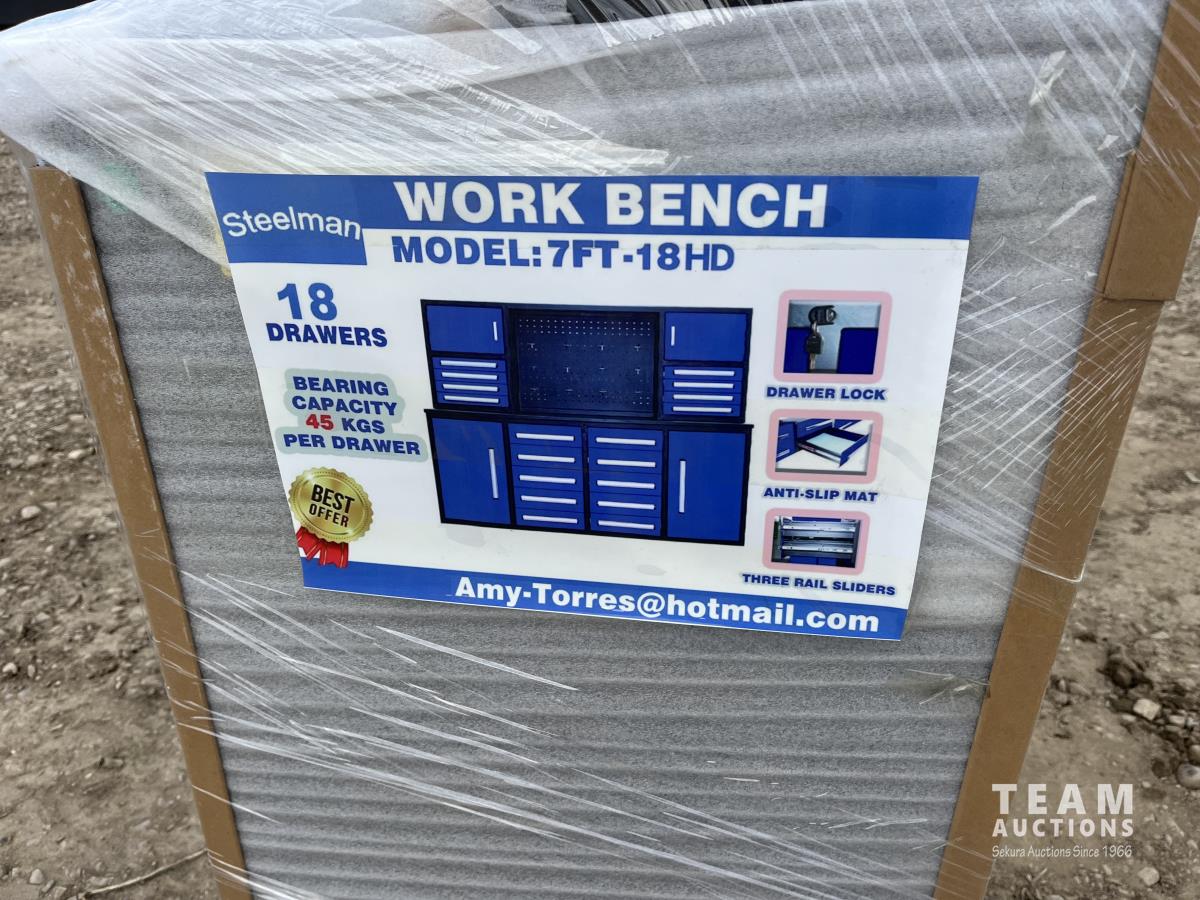 Steelman
WORK BENCH
MODEL: 7FT-18HD
18
DRAWERS
BEARING
CAPACITY
45 KGS
PER DRAWER
BEST
OFFER
DRAWER LOCK
ANTI-SLIP MAT
THREE RAIL SLIDERS
Amy-Torres@hotmail.com
TEAM
AUCTIONS
Sekura Auctions Since 1966